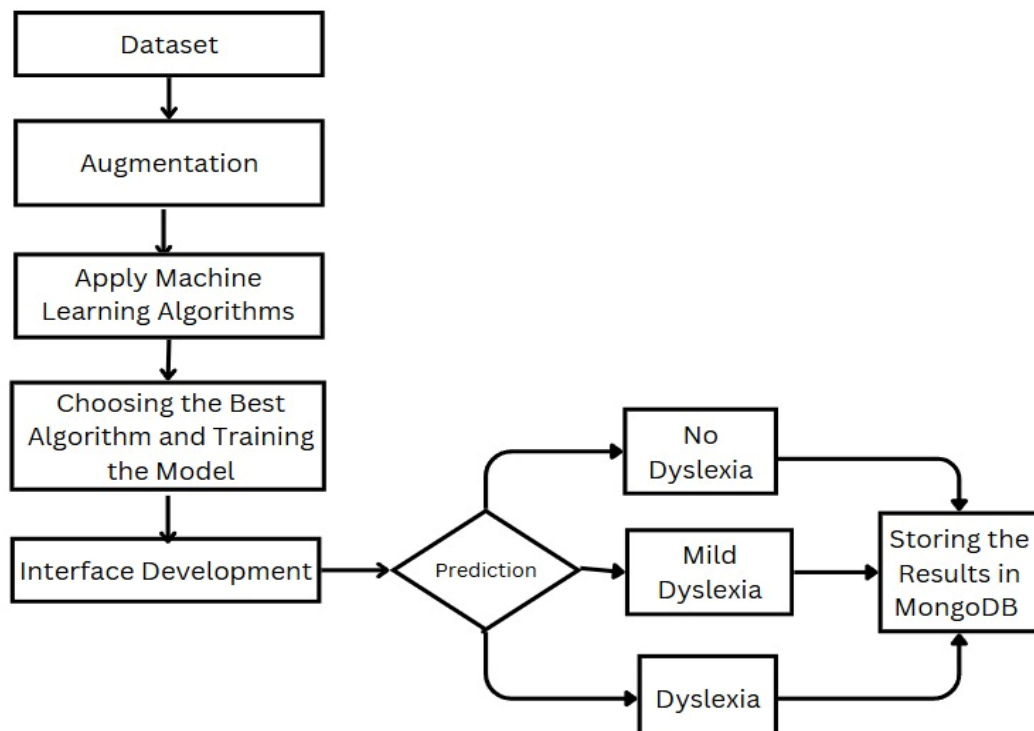 Dataset
Augmentation
Apply Machine
Learning Algorithms
Choosing the Best
Algorithm and Training
the Model
Interface Development
Prediction
No
Dyslexia
Mild
Dyslexia
Dyslexia
Storing the
Results in
MongoDB